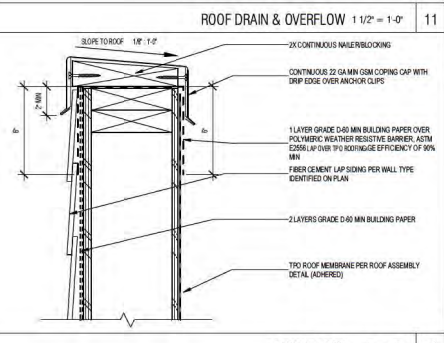 ROOF DRAIN & OVERFLOW 1 1/2" = 1'-0" 11
SLOPE TO ROOF 1/8" : 1'-0"
2X CONTINUOUS NAILER/BLOCKING
CONTINUOUS 22 GA MIN GSM COPING CAP WITH
DRIP EDGE OVER ANCHOR CLIPS
MIN 2"
8"
8"
1 LAYER GRADE D-60 MIN BUILDING PAPER OVER
POLYMERIC WEATHER RESISTIVE BARRIER, ASTM
E2556 LAP OVER TPO ROOFING GE EFFICIENCY OF 90%
MIN
FIBER CEMENT LAP SIDING PER WALL TYPE
IDENTIFIED ON PLAN
2 LAYERS GRADE D-60 MIN BUILDING PAPER
TPO ROOF MEMBRANE PER ROOF ASSEMBLY
DETAIL (ADHERED)